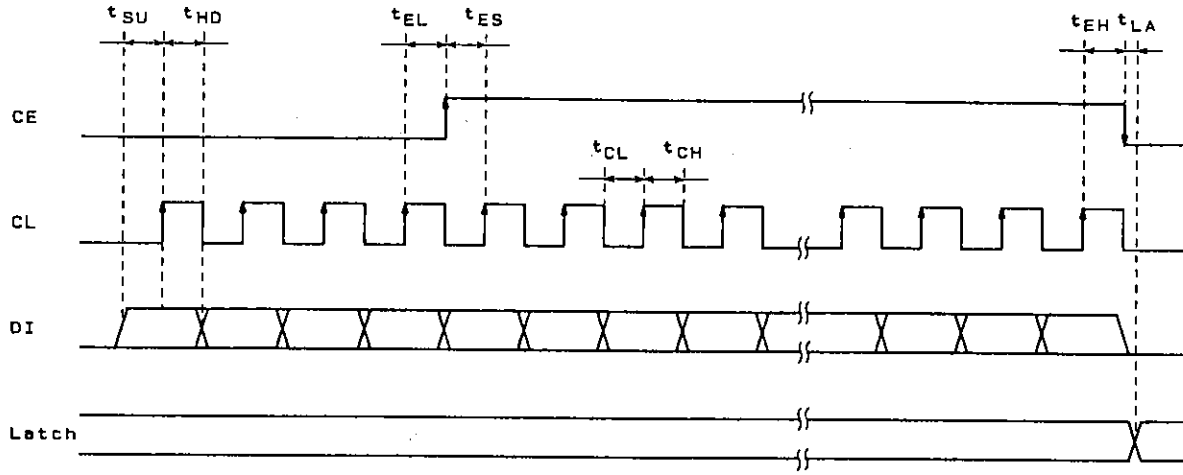 tSU tHD tEL tES tEH tLA
CE
tCL tCH
CL
DI
Latch